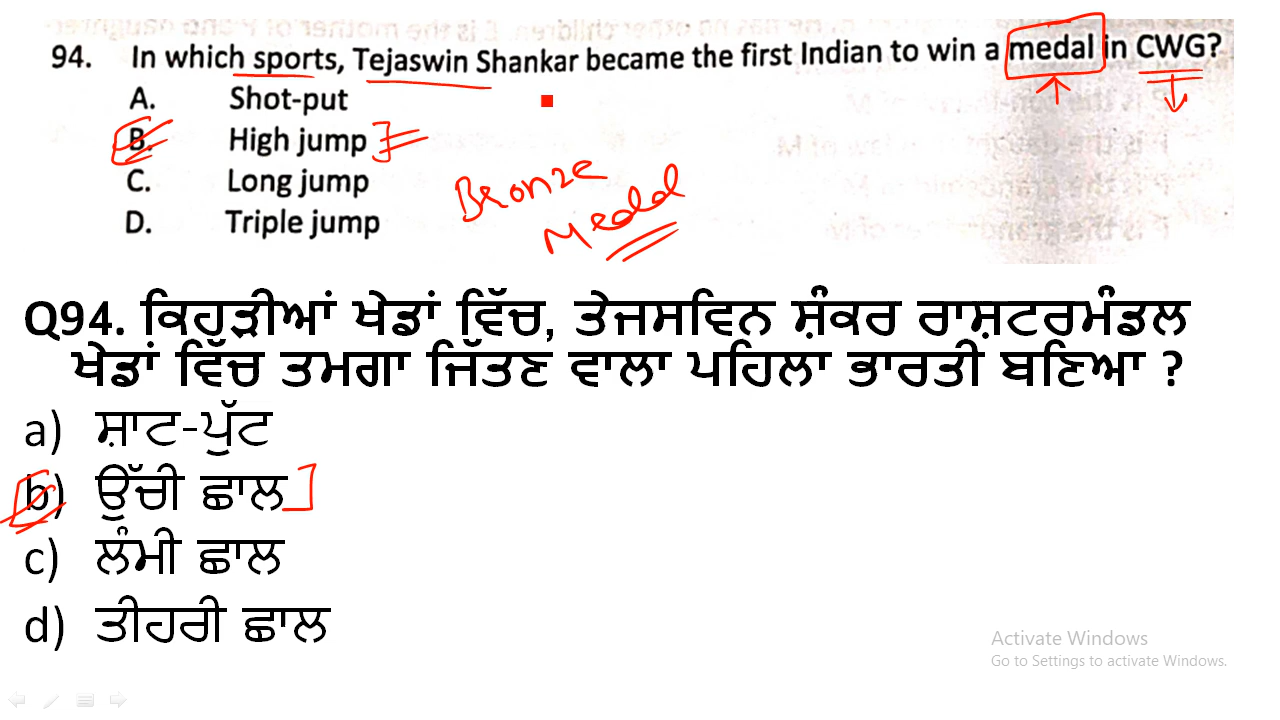 94. In which sports, Tejaswin Shankar became the first Indian to win a medal in CWG?
A. Shot-put
B. High jump
C. Long jump
D. Triple jump
Bronze
Medal
Q94. ਕਿਹੜੀਆਂ ਖੇਡਾਂ ਵਿੱਚ, ਤੇਜਸਵਿਨ ਸ਼ੰਕਰ ਰਾਸ਼ਟਰਮੰਡਲ
ਖੇਡਾਂ ਵਿੱਚ ਤਮਗਾ ਜਿੱਤਣ ਵਾਲਾ ਪਹਿਲਾ ਭਾਰਤੀ ਬਣਿਆ ?
a) ਸ਼ਾਟ-ਪੁੱਟ
b) ਉੱਚੀ ਛਾਲ
c) ਲੰਮੀ ਛਾਲ
d) ਤੀਹਰੀ ਛਾਲ
Activate Windows
Go to Settings to activate Windows.